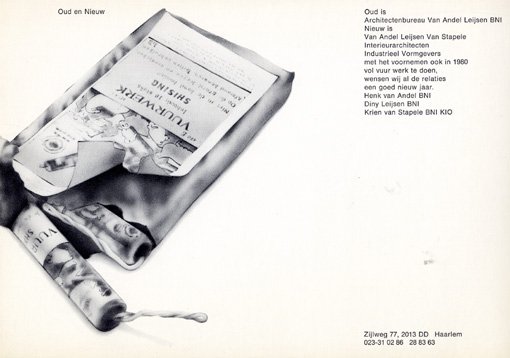 Oud en Nieuw
Oud is
Architectenbureau Van Andel Leijsen BNI
Nieuw is
Van Andel Leijsen Van Stapele
Interieurarchitecten
Industrieel Vormgevers
met het voornemen ook in 1980
vol vuur werk te doen,
wensen wij al de relaties
een goed nieuw jaar.
Henk van Andel BNI
Diny Leijsen BNI
Krien van Stapele BNI KIO
VUURWERK
SHISING
VUUR
Zijlweg 77, 2013 DD Haarlem
023-31 02 86 28 83 63